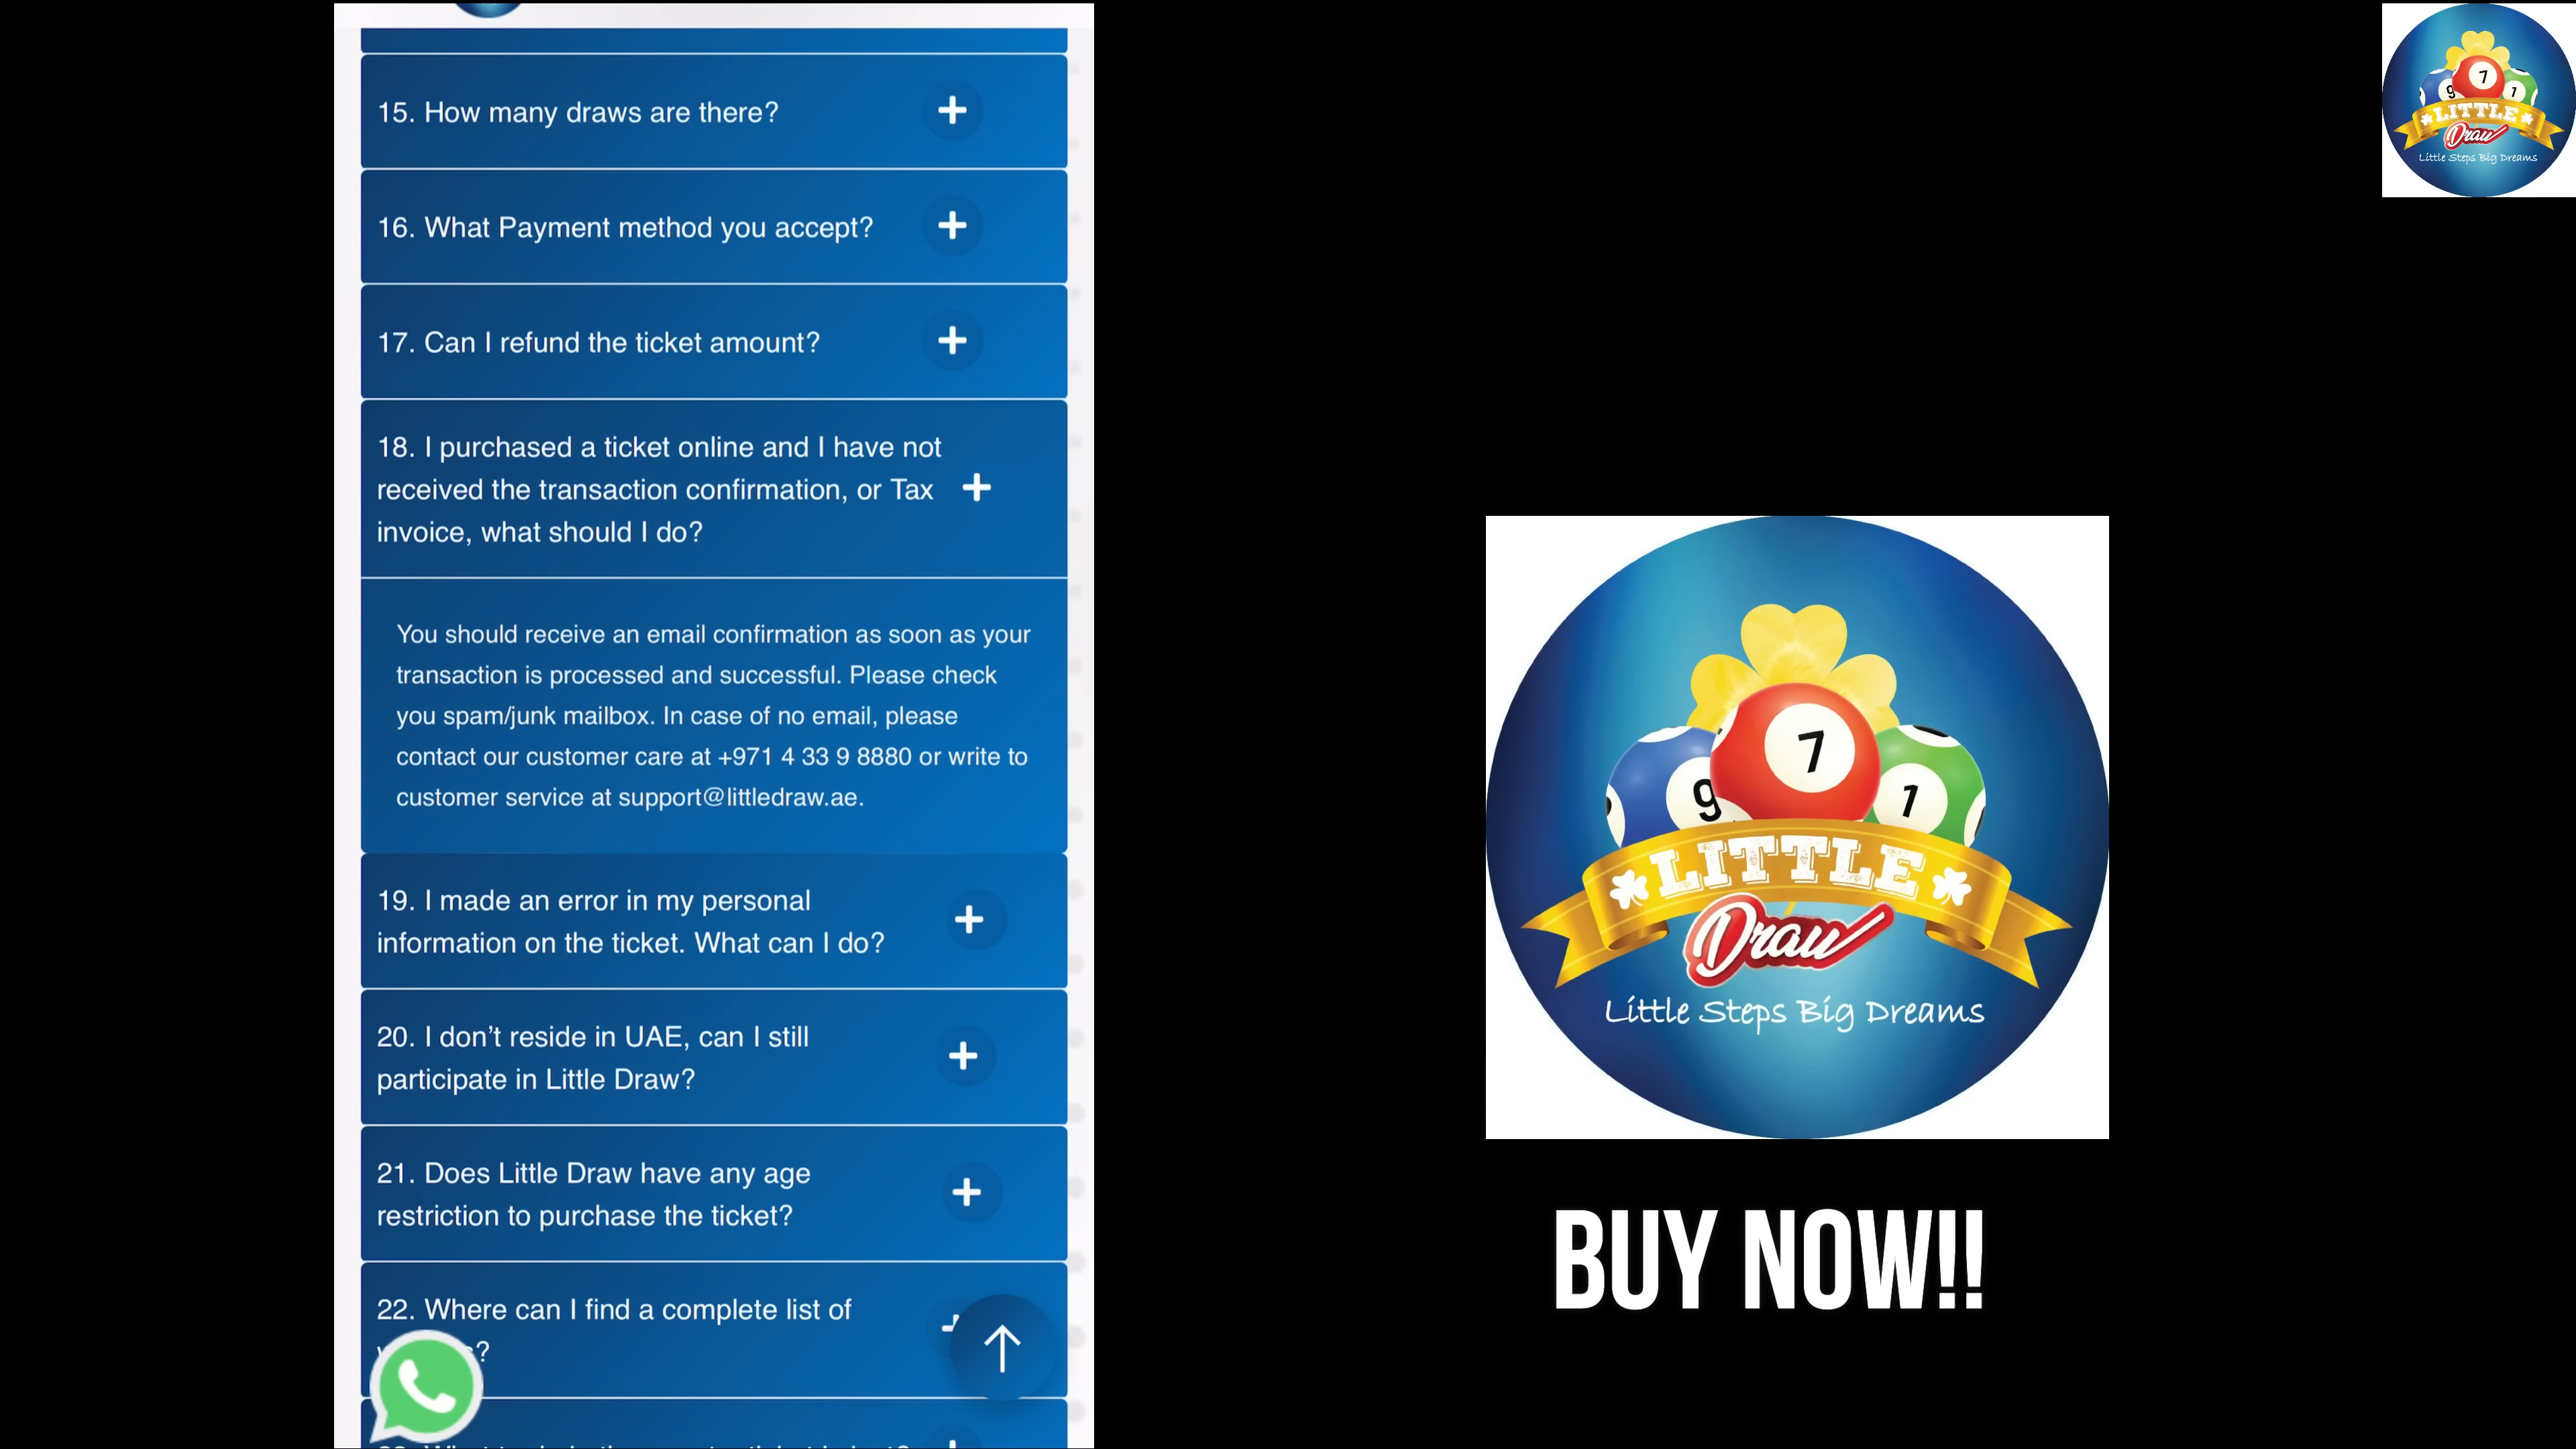 15. How many draws are there?
16. What Payment method you accept?
17. Can I refund the ticket amount?
18. I purchased a ticket online and I have not
received the transaction confirmation, or Tax
invoice, what should I do?
You should receive an email confirmation as soon as your
transaction is processed and successful. Please check
you spam/junk mailbox. In case of no email, please
contact our customer care at +971 4 33 9 8880 or write to
customer service at support@littledraw.ae.
19. I made an error in my personal
information on the ticket. What can I do?
20. I don’t reside in UAE, can I still
participate in Little Draw?
21. Does Little Draw have any age
restriction to purchase the ticket?
22. Where can I find a complete list of
9 7 1
LITTLE
Draw
Little Steps Big Dreams
9 7 1
LITTLE
Draw
Little Steps Big Dreams
BUY NOW!!